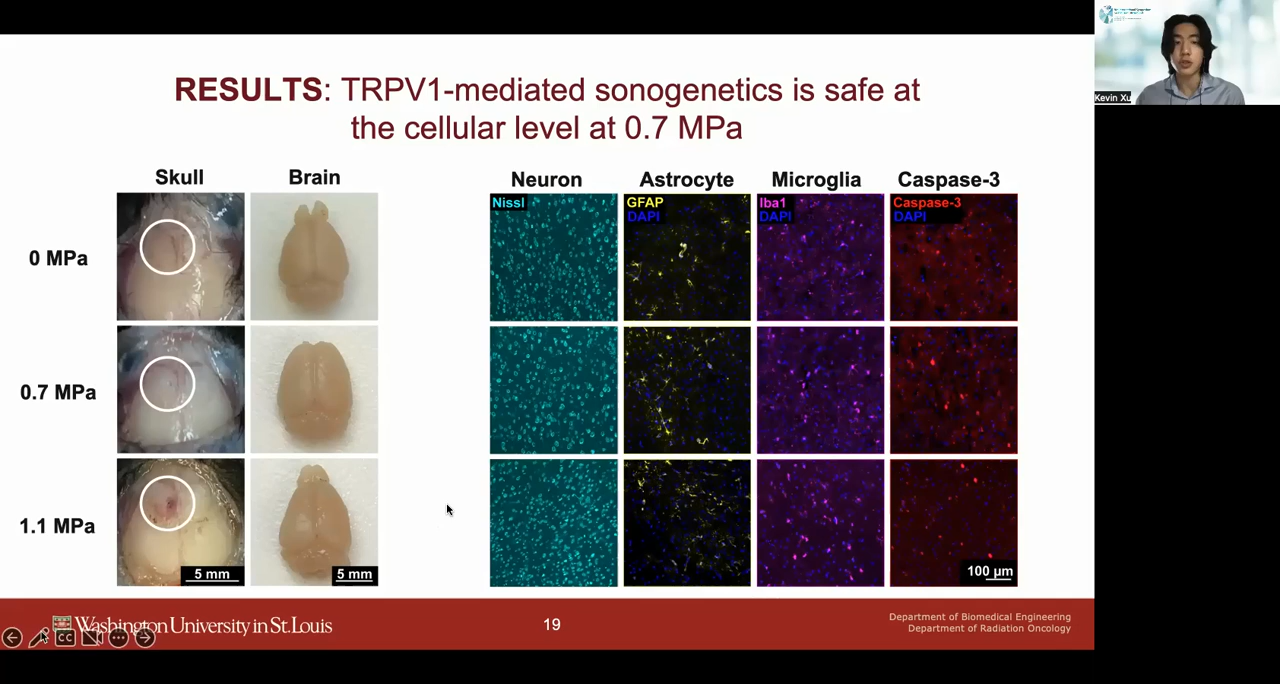 RESULTS: TRPV1-mediated sonogenetics is safe at
the cellular level at 0.7 MPa
Skull
Brain
Neuron
Astrocyte
Microglia
Caspase-3
Nissl
GFAP
DAPI
Iba1
DAPI
Caspase-3
DAPI
0 MPa
0.7 MPa
1.1 MPa
5 mm
5 mm
100 µm
Washington University in St. Louis
19
Department of Biomedical Engineering
Department of Radiation Oncology
CC
Kevin Xu